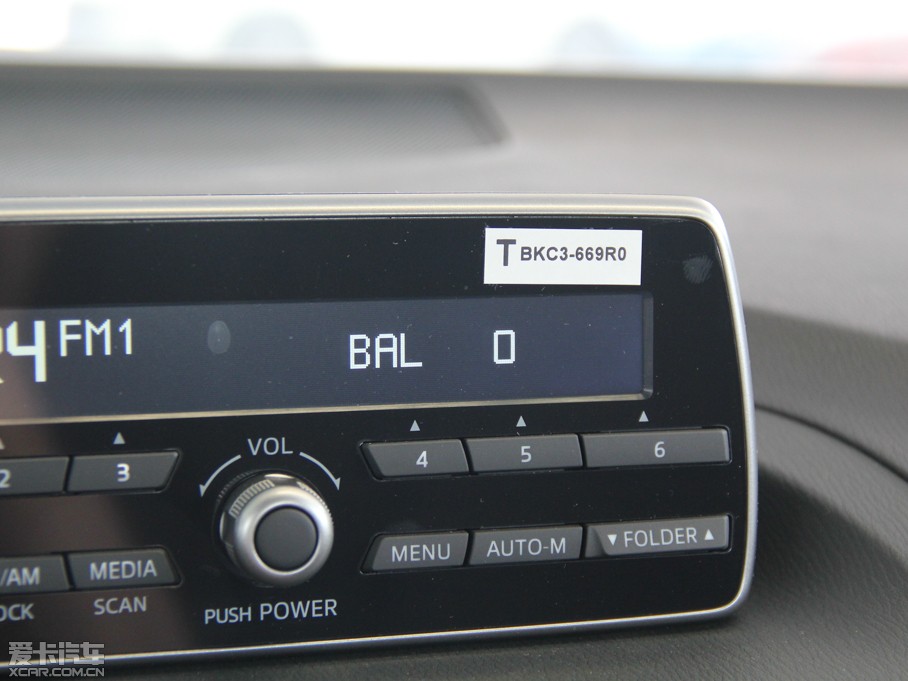 T BKC3-669R0
4 FM1 BAL 0
VOL
2 3 4 5 6
/AM MEDIA MENU AUTO-M ▼ FOLDER ▲
OCK SCAN PUSH POWER
爱卡汽车
XCAR.COM.CN